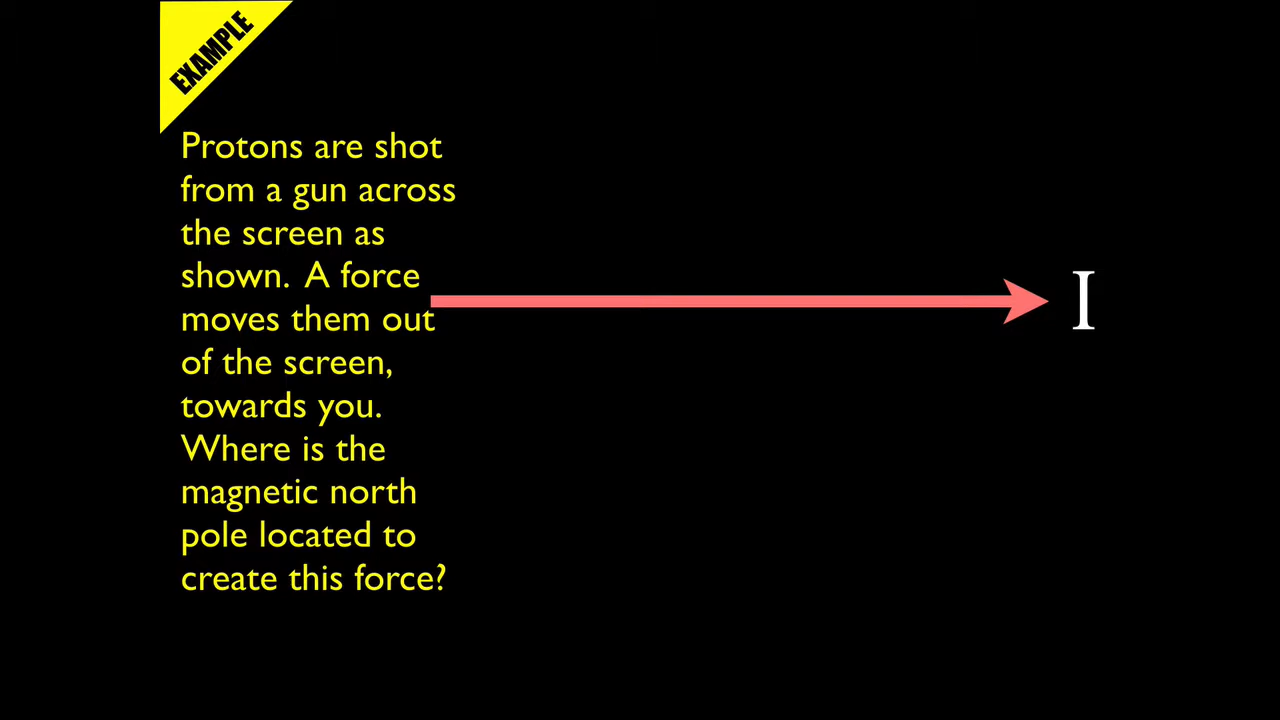 EXAMPLE
Protons are shot
from a gun across
the screen as
shown.  A force
moves them out
of the screen,
towards you.
Where is the
magnetic north
pole located to
create this force?
I